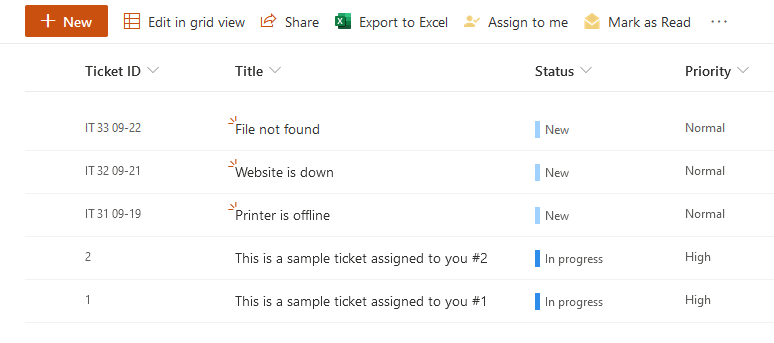 + New Edit in grid view Share Export to Excel Assign to me Mark as Read ...
Ticket ID Title Status Priority
IT 33 09-22 File not found New Normal
IT 32 09-21 Website is down New Normal
IT 31 09-19 Printer is offline New Normal
2 This is a sample ticket assigned to you #2 In progress High
1 This is a sample ticket assigned to you #1 In progress High